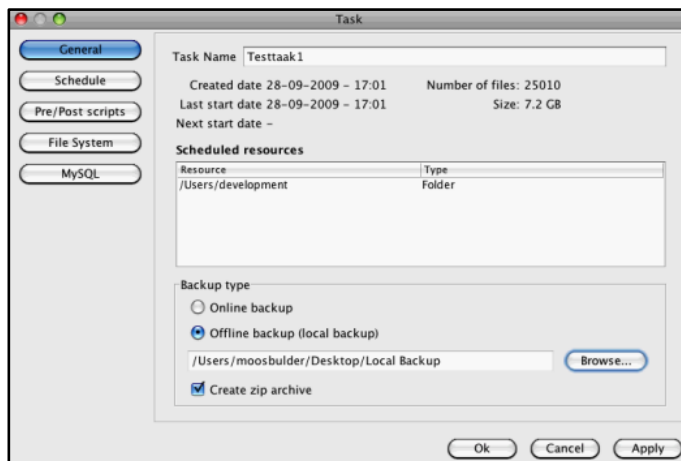 Task
General
Schedule
Pre/Post scripts
File System
MySQL
Task Name Testtaak1
Created date 28-09-2009 - 17:01 Number of files: 25010
Last start date 28-09-2009 - 17:01 Size: 7.2 GB
Next start date -
Scheduled resources
Resource Type
/Users/development Folder
Backup type
Online backup
Offline backup (local backup)
/Users/moosbulder/Desktop/Local Backup Browse...
Create zip archive
Ok Cancel Apply